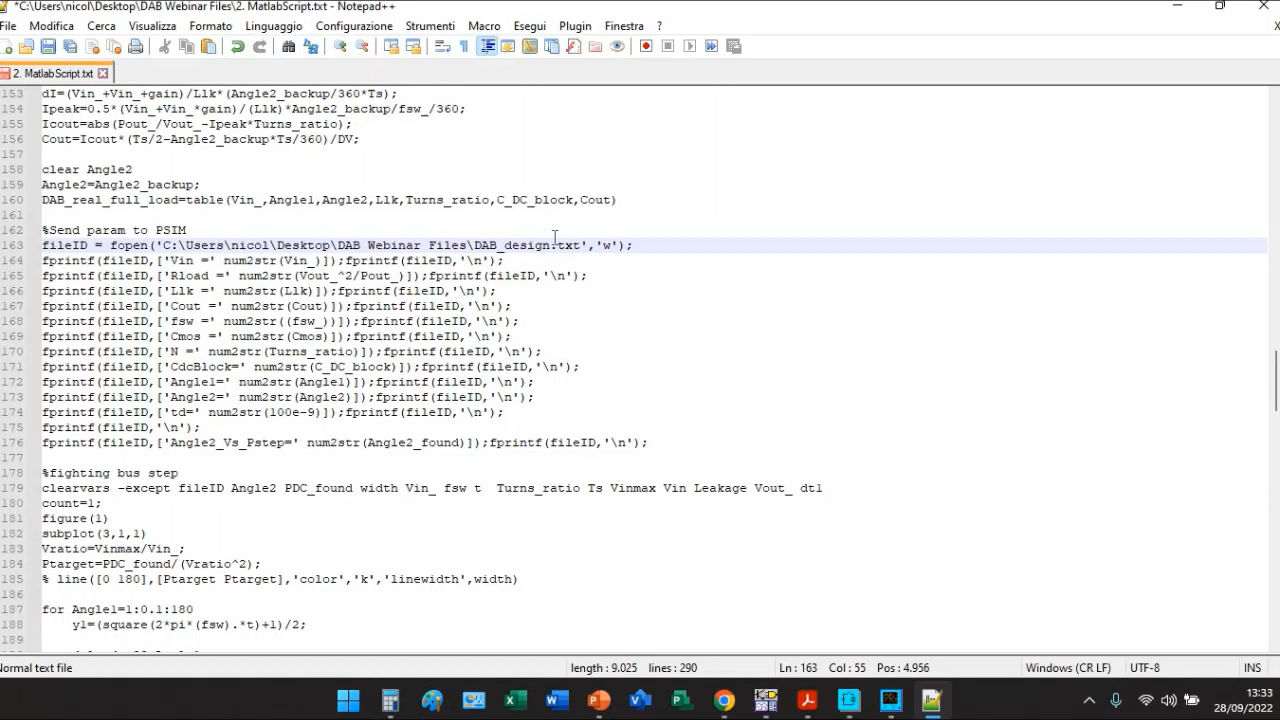 *C:\Users\nicol\Desktop\DAB Webinar Files\2. MatlabScript.txt - Notepad++
File Modifica Cerca Visualizza Formato Linguaggio Configurazione Strumenti Macro Esegui Plugin Finestra ?
2. MatlabScript.txt
153 dI=(Vin_+Vin_+gain)/Llk*(Angle2_backup/360*Ts);
154 Ipeak=0.5*(Vin_+Vin_*gain)/(Llk)*Angle2_backup/fsw_/360;
155 Icout=abs(Pout_/Vout_-Ipeak*Turns_ratio);
156 Cout=Icout*(Ts/2-Angle2_backup*Ts/360)/DV;
157
158 clear Angle2
159 Angle2=Angle2_backup;
160 DAB_real_full_load=table(Vin_,Angle1,Angle2,Llk,Turns_ratio,C_DC_block,Cout)
161
162 %Send param to PSIM
163 fileID = fopen('C:\Users\nicol\Desktop\DAB Webinar Files\DAB_design.txt','w');
164 fprintf(fileID,['Vin =' num2str(Vin_)]);fprintf(fileID,'\n');
165 fprintf(fileID,['Rload =' num2str(Vout_^2/Pout_)]);fprintf(fileID,'\n');
166 fprintf(fileID,['Llk =' num2str(Llk)]);fprintf(fileID,'\n');
167 fprintf(fileID,['Cout =' num2str(Cout)]);fprintf(fileID,'\n');
168 fprintf(fileID,['fsw =' num2str((fsw_))]);fprintf(fileID,'\n');
169 fprintf(fileID,['Cmos =' num2str(Cmos)]);fprintf(fileID,'\n');
170 fprintf(fileID,['N =' num2str(Turns_ratio)]);fprintf(fileID,'\n');
171 fprintf(fileID,['CdcBlock=' num2str(C_DC_block)]);fprintf(fileID,'\n');
172 fprintf(fileID,['Angle1=' num2str(Angle1)]);fprintf(fileID,'\n');
173 fprintf(fileID,['Angle2=' num2str(Angle2)]);fprintf(fileID,'\n');
174 fprintf(fileID,['td=' num2str(100e-9)]);fprintf(fileID,'\n');
175 fprintf(fileID,'\n');
176 fprintf(fileID,['Angle2_Vs_Pstep=' num2str(Angle2_found)]);fprintf(fileID,'\n');
177
178 %fighting bus step
179 clearvars -except fileID Angle2 PDC_found width Vin_ fsw t Turns_ratio Ts Vinmax Vin Leakage Vout_ dt1
180 count=1;
181 figure(1)
182 subplot(3,1,1)
183 Vratio=Vinmax/Vin_;
184 Ptarget=PDC_found/(Vratio^2);
185 % line([0 180],[Ptarget Ptarget],'color','k','linewidth',width)
186
187 for Angle1=1:0.1:180
188 y1=(square(2*pi*(fsw).*t)+1)/2;
189
Normal text file length : 9.025 lines : 290 Ln : 163 Col : 55 Pos : 4.956 Windows (CR LF) UTF-8 INS
13:33
28/09/2022